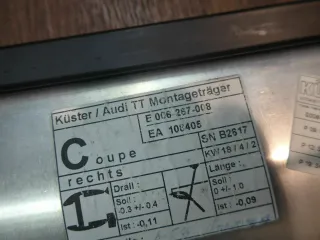 Küster / Audi TT Montageträger
E 006 267-008
EA 100405
S/N B2517
Coupe
KW 18 / 4 / 2
rechts
Länge :
Drall :
Soll :
-0.3 +/- 0.4
Ist : -0,11
Soll :
0 +/- 1.0
Ist : -0,09